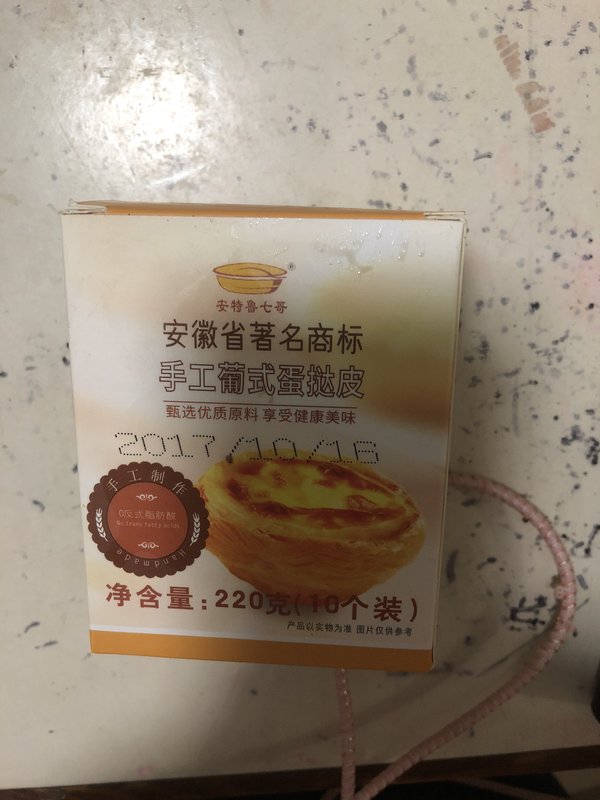 安特鲁七哥
安徽省著名商标
手工葡式蛋挞皮
甄选优质原料 享受健康美味
2017/10/16
手工制作
0反式脂肪酸
No trans fatty acids
Handmade
净含量:220克(10个装)
产品以实物为准 图片仅供参考